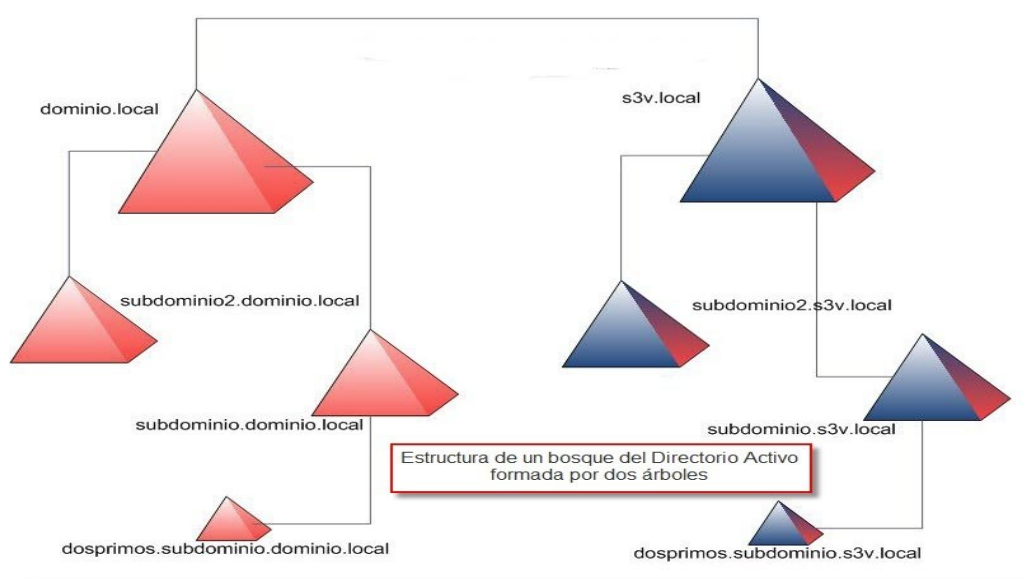 dominio.local
s3v.local
subdominio2.dominio.local
subdominio2.s3v.local
subdominio.dominio.local
subdominio.s3v.local
Estructura de un bosque del Directorio Activo
formada por dos árboles
dosprimos.subdominio.dominio.local
dosprimos.subdominio.s3v.local